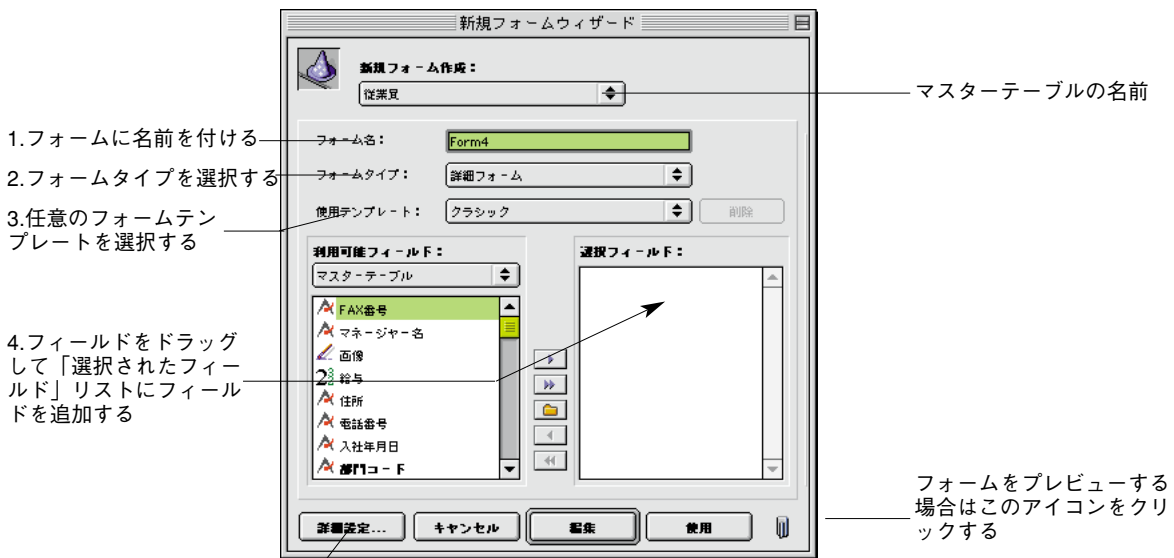 新規フォームウィザード
新規フォーム作成：
従業員
マスターテーブルの名前
1.フォームに名前を付ける
フォーム名：
Form4
2.フォームタイプを選択する
フォームタイプ：
詳細フォーム
3.任意のフォームテン
プレートを選択する
使用テンプレート：
クラシック
削除
利用可能フィールド：
マスターテーブル
選択フィールド：
FAX番号
マネージャー名
画像
給与
住所
電話番号
入社年月日
部門コード
4.フィールドをドラッグ
して「選択されたフィー
ルド」リストにフィール
ドを追加する
詳細設定...
キャンセル
編集
使用
フォームをプレビューする
場合はこのアイコンをクリ
ックする